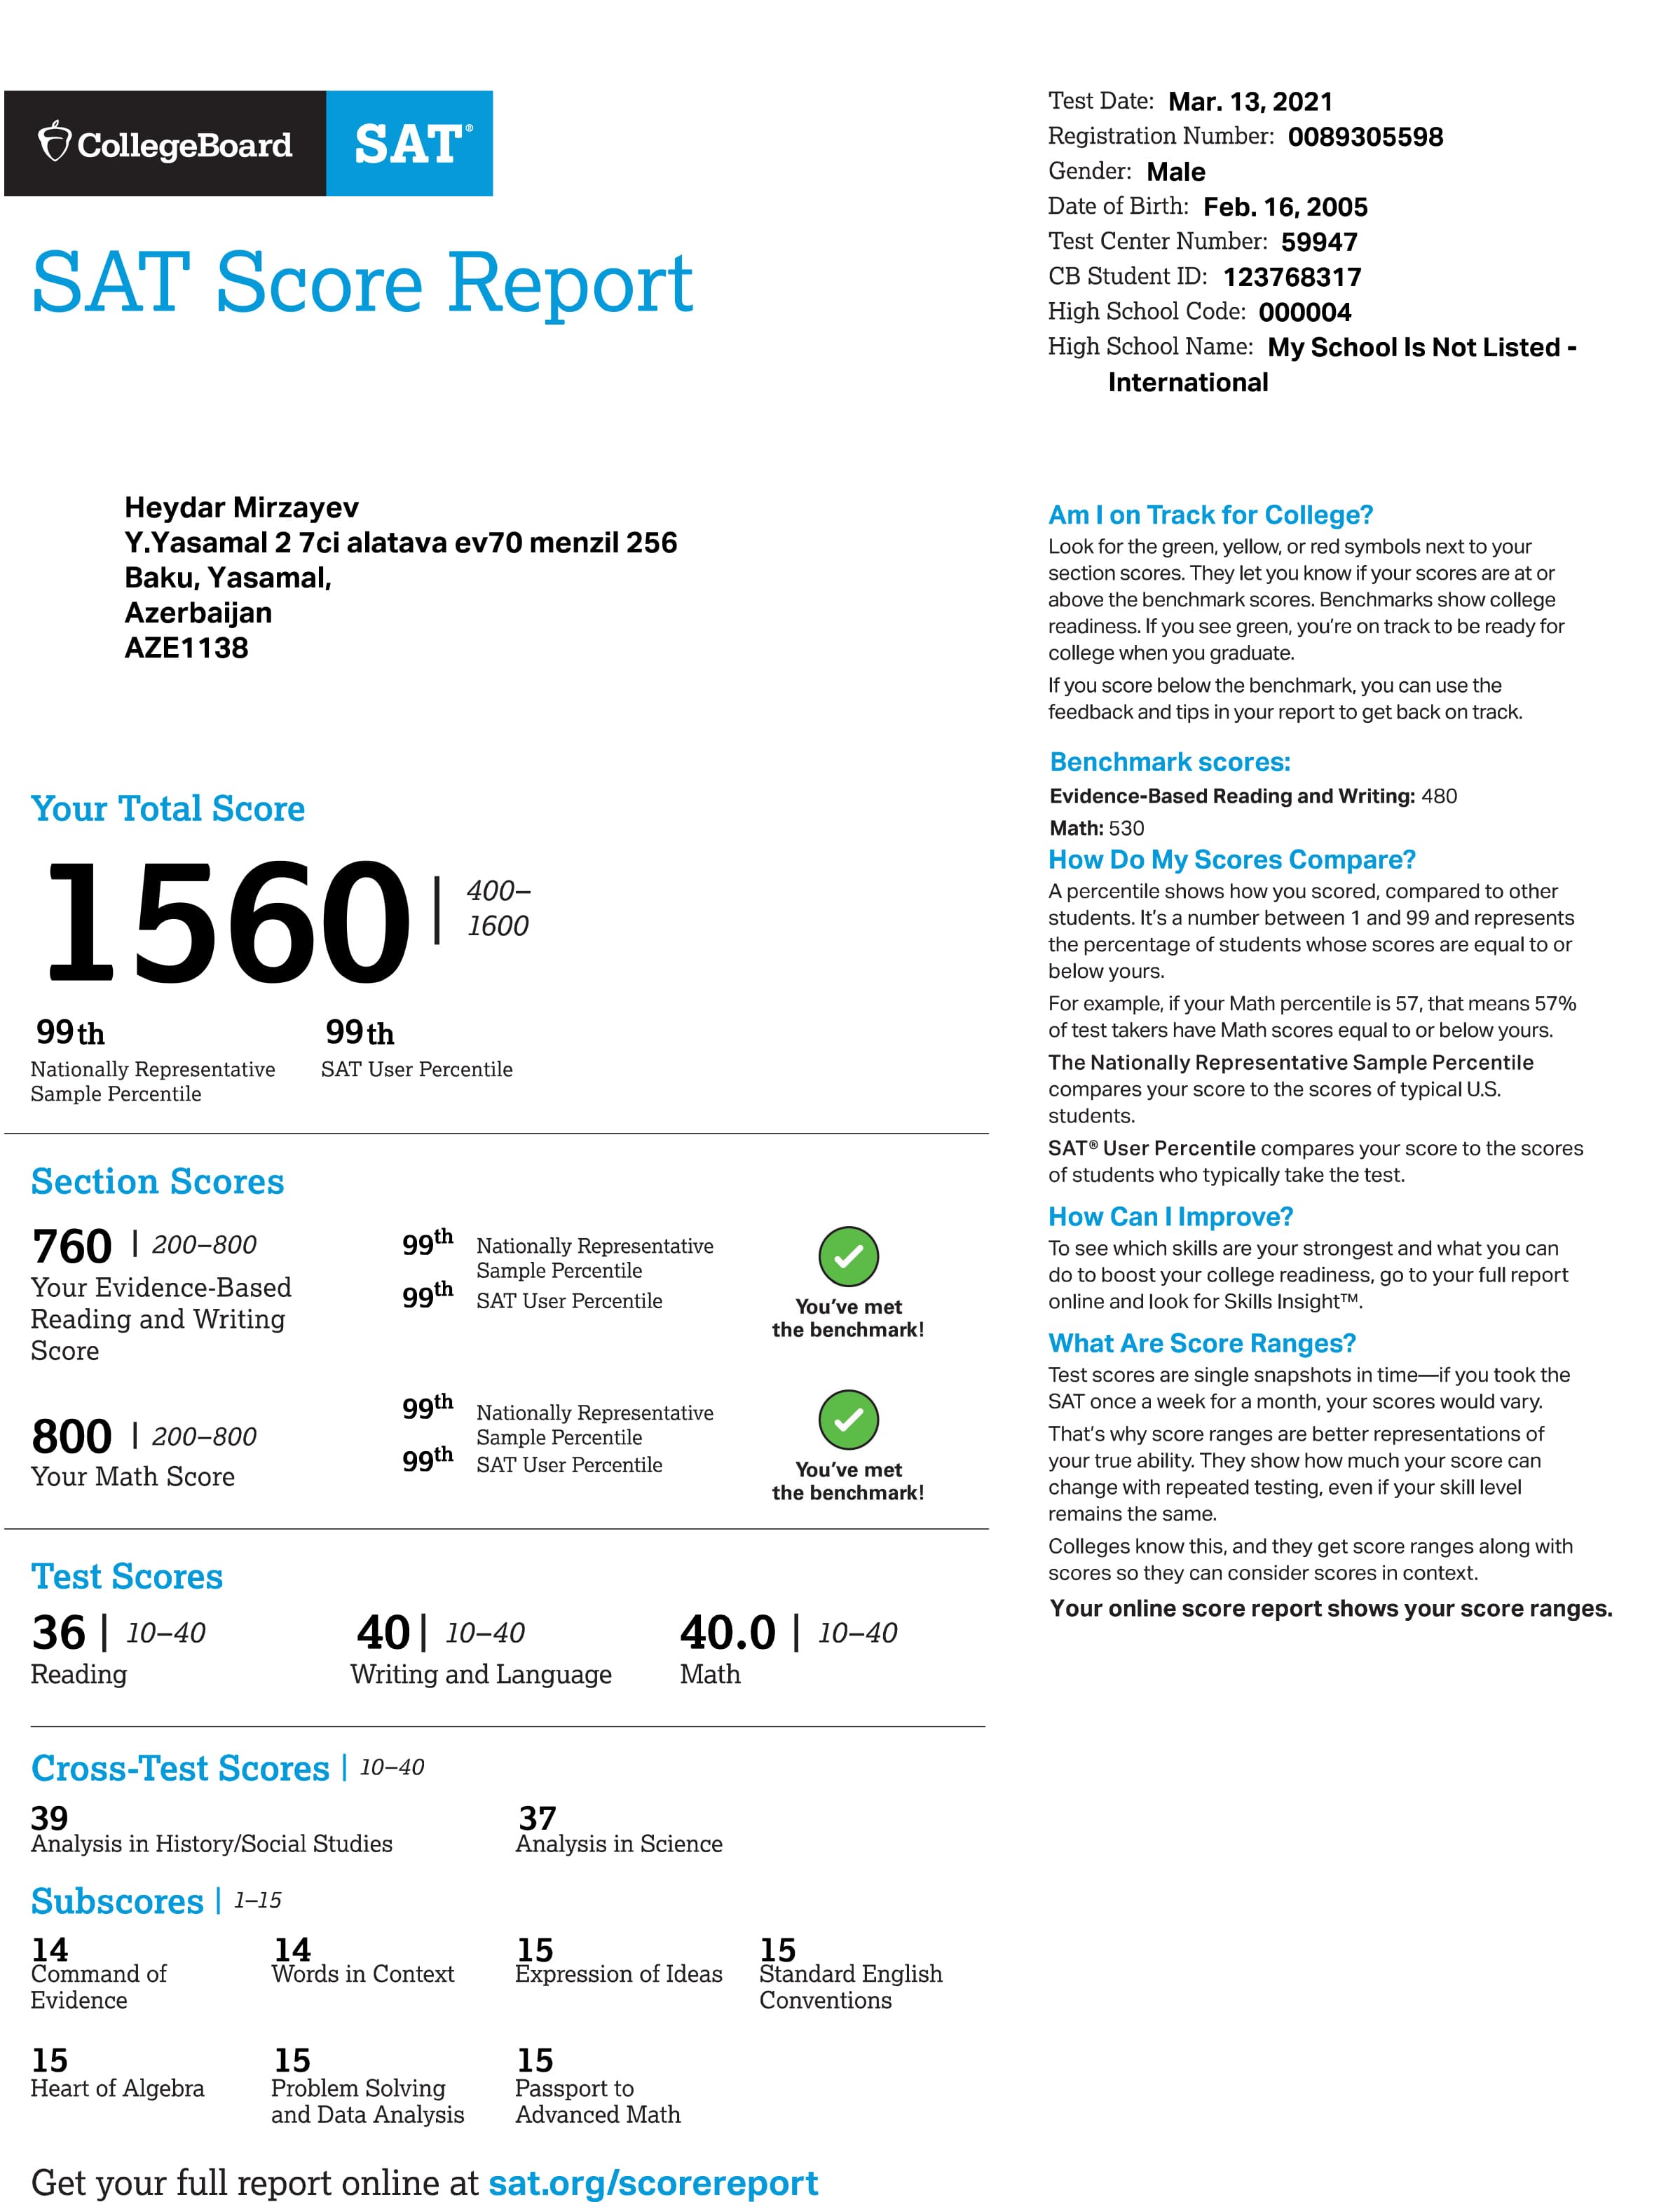 CollegeBoard SAT®
SAT Score Report
Test Date: Mar. 13, 2021
Registration Number: 0089305598
Gender: Male
Date of Birth: Feb. 16, 2005
Test Center Number: 59947
CB Student ID: 123768317
High School Code: 000004
High School Name: My School Is Not Listed -
International
Heydar Mirzayev
Y.Yasamal 2 7ci alatava ev70 menzil 256
Baku, Yasamal,
Azerbaijan
AZE1138
Your Total Score
1560 | 400–
1600
99th
Nationally Representative
Sample Percentile
99th
SAT User Percentile
Section Scores
760 | 200–800
Your Evidence-Based
Reading and Writing
Score
99th Nationally Representative
Sample Percentile
99th SAT User Percentile
You've met
the benchmark!
800 | 200–800
Your Math Score
99th Nationally Representative
Sample Percentile
99th SAT User Percentile
You've met
the benchmark!
Test Scores
36 | 10–40
Reading
40 | 10–40
Writing and Language
40.0 | 10–40
Math
Cross-Test Scores | 10–40
39
Analysis in History/Social Studies
37
Analysis in Science
Subscores | 1–15
14
Command of
Evidence
14
Words in Context
15
Expression of Ideas
15
Standard English
Conventions
15
Heart of Algebra
15
Problem Solving
and Data Analysis
15
Passport to
Advanced Math
Get your full report online at sat.org/scorereport
Am I on Track for College?
Look for the green, yellow, or red symbols next to your
section scores. They let you know if your scores are at or
above the benchmark scores. Benchmarks show college
readiness. If you see green, you're on track to be ready for
college when you graduate.
If you score below the benchmark, you can use the
feedback and tips in your report to get back on track.
Benchmark scores:
Evidence-Based Reading and Writing: 480
Math: 530
How Do My Scores Compare?
A percentile shows how you scored, compared to other
students. It's a number between 1 and 99 and represents
the percentage of students whose scores are equal to or
below yours.
For example, if your Math percentile is 57, that means 57%
of test takers have Math scores equal to or below yours.
The Nationally Representative Sample Percentile
compares your score to the scores of typical U.S.
students.
SAT® User Percentile compares your score to the scores
of students who typically take the test.
How Can I Improve?
To see which skills are your strongest and what you can
do to boost your college readiness, go to your full report
online and look for Skills Insight™.
What Are Score Ranges?
Test scores are single snapshots in time—if you took the
SAT once a week for a month, your scores would vary.
That's why score ranges are better representations of
your true ability. They show how much your score can
change with repeated testing, even if your skill level
remains the same.
Colleges know this, and they get score ranges along with
scores so they can consider scores in context.
Your online score report shows your score ranges.